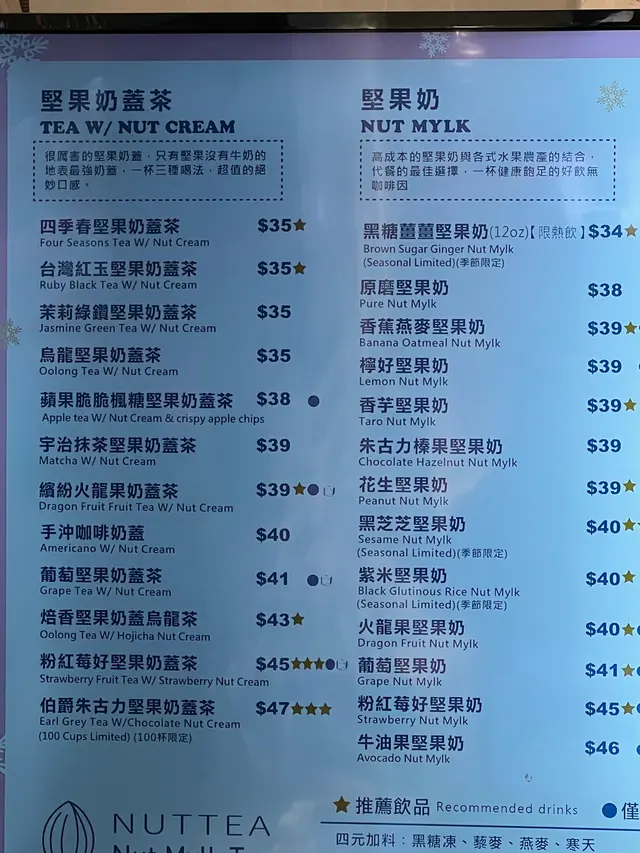 堅果奶蓋茶
TEA W/ NUT CREAM
很厲害的堅果奶蓋，只有堅果沒有牛奶的
地表最強奶蓋，一杯三種喝法，超值的絕
妙口感。
四季春堅果奶蓋茶 $35★
Four Seasons Tea W/ Nut Cream
台灣紅玉堅果奶蓋茶 $35★
Ruby Black Tea W/ Nut Cream
茉莉綠鑽堅果奶蓋茶 $35
Jasmine Green Tea W/ Nut Cream
烏龍堅果奶蓋茶 $35
Oolong Tea W/ Nut Cream
蘋果脆脆楓糖堅果奶蓋茶 $38
Apple tea W/ Nut Cream & crispy apple chips
宇治抹茶堅果奶蓋茶 $39
Matcha W/ Nut Cream
繽紛火龍果奶蓋茶 $39★
Dragon Fruit Fruit Tea W/ Nut Cream
手沖咖啡奶蓋 $40
Americano W/ Nut Cream
葡萄堅果奶蓋茶 $41
Grape Tea W/ Nut Cream
焙香堅果奶蓋烏龍茶 $43★
Oolong Tea W/ Hojicha Nut Cream
粉紅莓好堅果奶蓋茶 $45★★★
Strawberry Fruit Tea W/ Strawberry Nut Cream
伯爵朱古力堅果奶蓋茶 $47★★★
Earl Grey Tea W/Chocolate Nut Cream
(100 Cups Limited) (100杯限定)
NUTTEA
堅果奶
NUT MYLK
高成本的堅果奶與各式水果農產的結合，
代餐的最佳選擇，一杯健康飽足的好飲無
咖啡因
黑糖薑薑堅果奶(12oz)【限熱飲】$34★
Brown Sugar Ginger Nut Mylk
(Seasonal Limited)(季節限定)
原磨堅果奶 $38
Pure Nut Mylk
香蕉燕麥堅果奶 $39★
Banana Oatmeal Nut Mylk
檸好堅果奶 $39
Lemon Nut Mylk
香芋堅果奶 $39★
Taro Nut Mylk
朱古力榛果堅果奶 $39
Chocolate Hazelnut Nut Mylk
花生堅果奶 $39★
Peanut Nut Mylk
黑芝芝堅果奶 $40★
Sesame Nut Mylk
(Seasonal Limited)(季節限定)
紫米堅果奶 $40★
Black Glutinous Rice Nut Mylk
(Seasonal Limited)(季節限定)
火龍果堅果奶 $40★
Dragon Fruit Nut Mylk
葡萄堅果奶 $41★
Grape Nut Mylk
粉紅莓好堅果奶 $45★
Strawberry Nut Mylk
牛油果堅果奶 $46
Avocado Nut Mylk
★推薦飲品 Recommended drinks ●僅
四元加料：黑糖凍、藜麥、燕麥、寒天